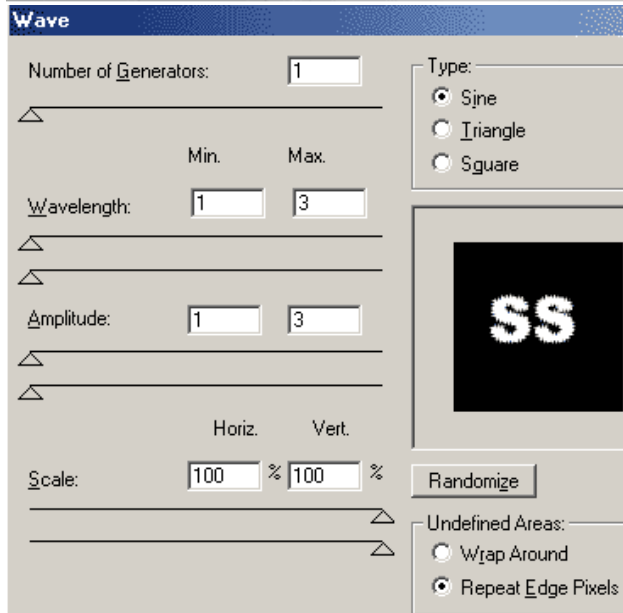 Wave
Number of Generators: 1
Min. Max.
Wavelength: 1 3
Amplitude: 1 3
Horiz. Vert.
Scale: 100 % 100 %
Type:
Sine
Triangle
Square
SS
Randomize
Undefined Areas:
Wrap Around
Repeat Edge Pixels